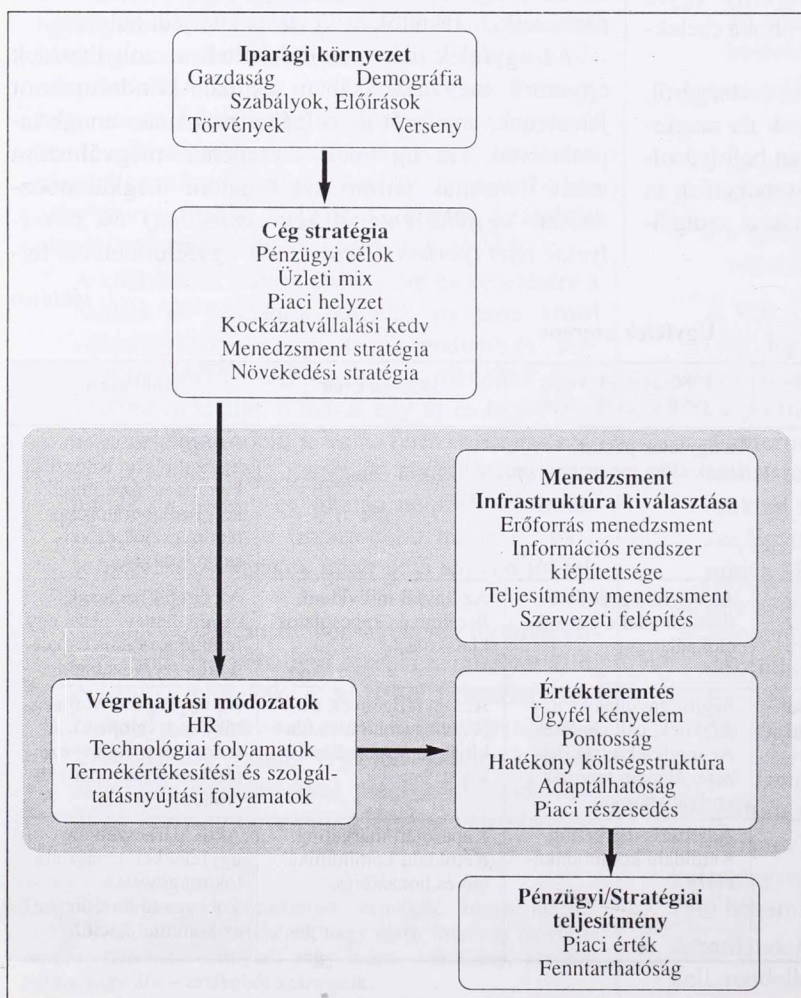 Iparági környezet
Gazdaság Demográfia
Szabályok, Előírások
Törvények Verseny
Cég stratégia
Pénzügyi célok
Üzleti mix
Piaci helyzet
Kockázatvállalási kedv
Menedzsment stratégia
Növekedési stratégia
Menedzsment
Infrastruktúra kiválasztása
Erőforrás menedzsment
Információs rendszer
kiépítettsége
Teljesítmény menedzsment
Szervezeti felépítés
Végrehajtási módozatok
HR
Technológiai folyamatok
Termékértékesítési és szolgál-
tatásnyújtási folyamatok
Értékteremtés
Ügyfél kényelem
Pontosság
Hatékony költségstruktúra
Adaptálhatóság
Piaci részesedés
Pénzügyi/Stratégiai
teljesítmény
Piaci érték
Fenntarthatóság